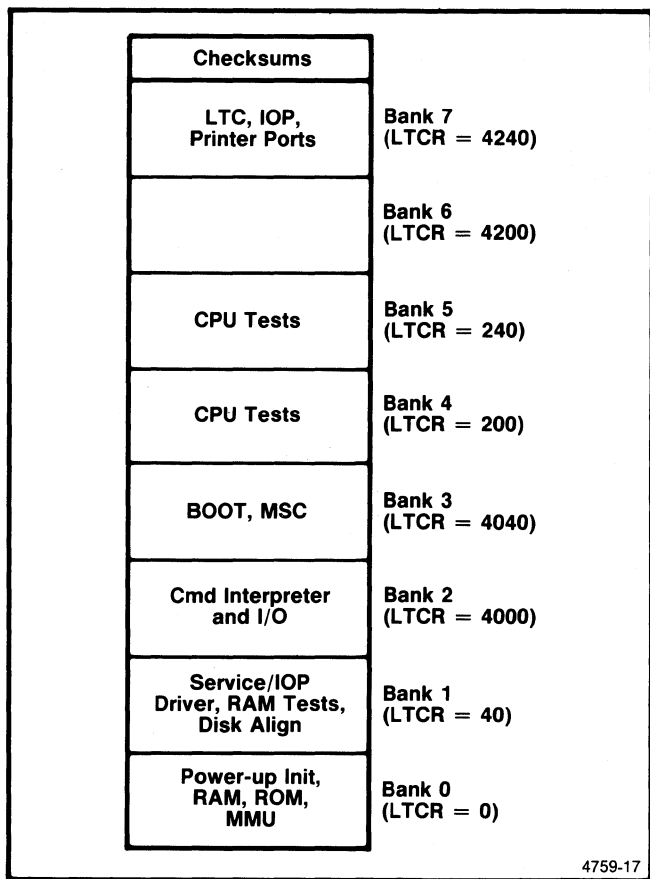 Checksums
LTC, IOP,
Printer Ports
Bank 7
(LTCR = 4240)
Bank 6
(LTCR = 4200)
CPU Tests
Bank 5
(LTCR = 240)
CPU Tests
Bank 4
(LTCR = 200)
BOOT, MSC
Bank 3
(LTCR = 4040)
Cmd Interpreter
and I/O
Bank 2
(LTCR = 4000)
Service/IOP
Driver, RAM Tests,
Disk Align
Bank 1
(LTCR = 40)
Power-up Init,
RAM, ROM,
MMU
Bank 0
(LTCR = 0)
4759-17